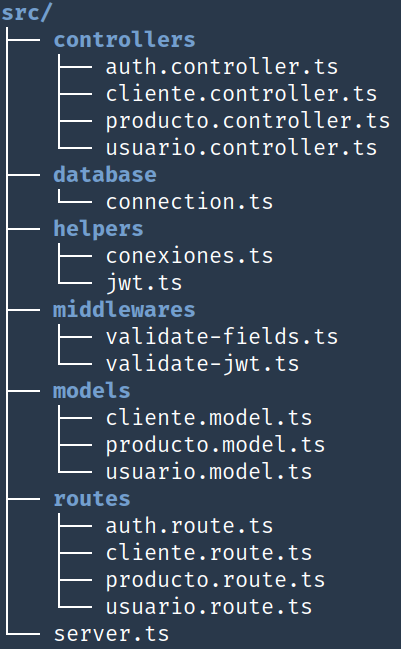 src/
controllers
auth.controller.ts
cliente.controller.ts
producto.controller.ts
usuario.controller.ts
database
connection.ts
helpers
conexiones.ts
jwt.ts
middlewares
validate-fields.ts
validate-jwt.ts
models
cliente.model.ts
producto.model.ts
usuario.model.ts
routes
auth.route.ts
cliente.route.ts
producto.route.ts
usuario.route.ts
server.ts